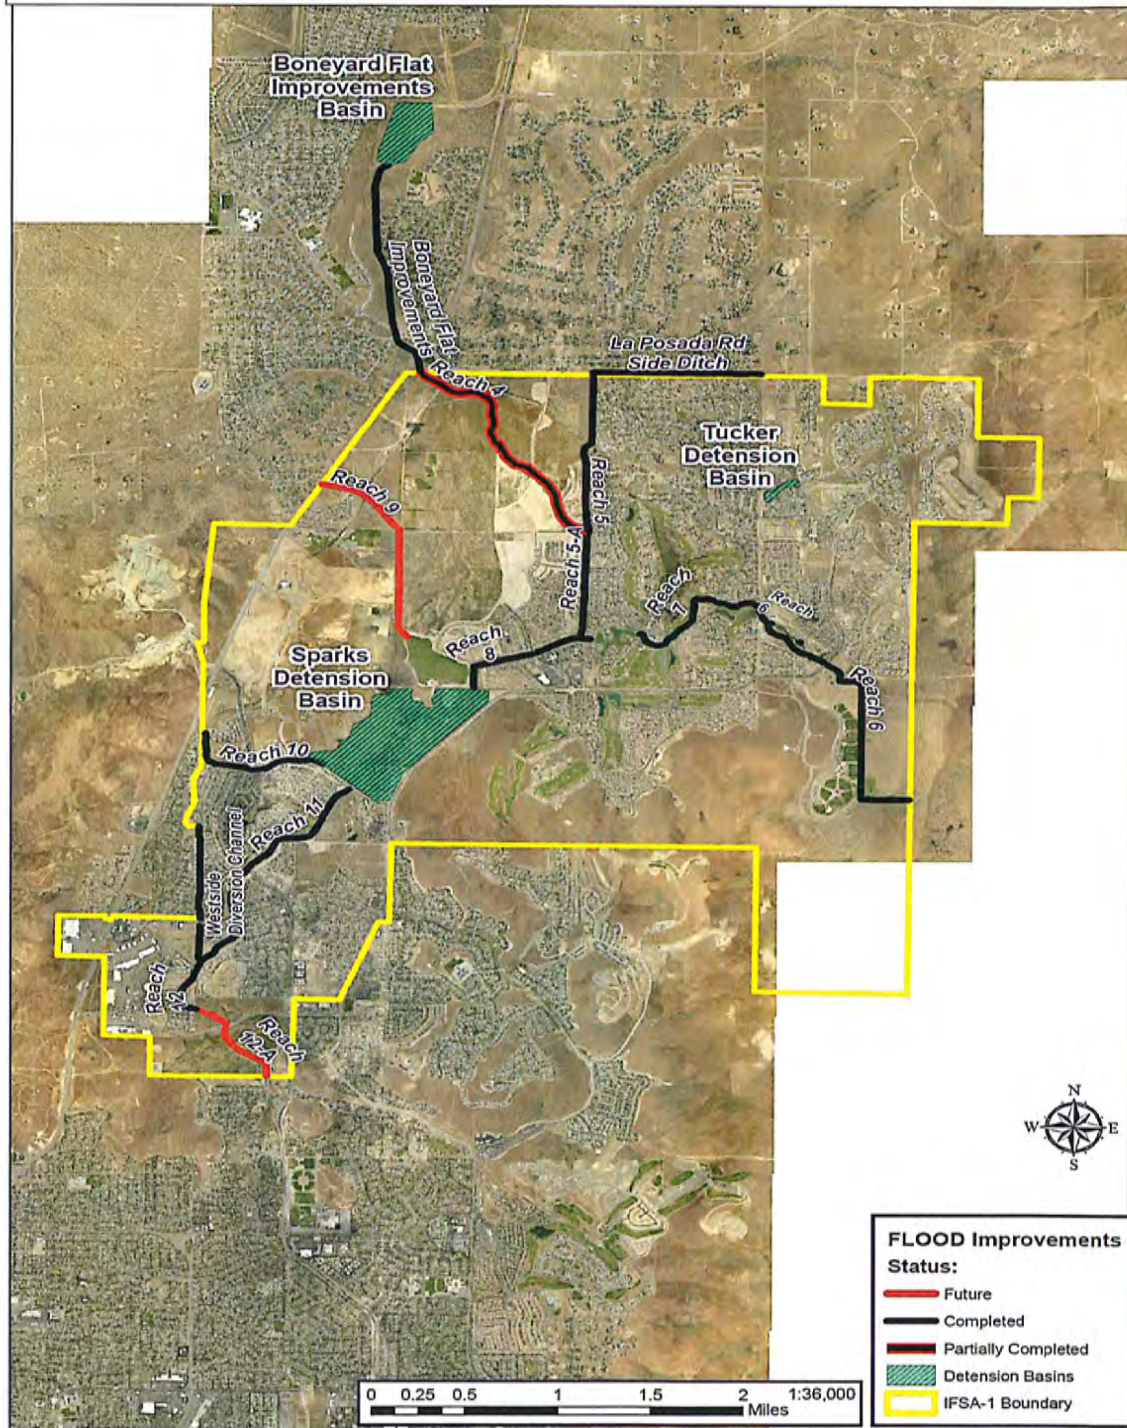 Boneyard Flat
Improvements
Basin
Boneyard Flat
Improvements
Reach 4
La Posada Rd
Side Ditch
Tucker
Detension
Basin
Reach 9
Reach 5
Reach 5-A
Reach
7
Reach
6
Reach
8
Reach 6
Sparks
Detension
Basin
Reach 10
Reach 11
Westside
Diversion Channel
Reach
12
Reach
12-A
N
W
E
S
FLOOD Improvements
Status:
Future
Completed
Partially Completed
Detension Basins
IFSA-1 Boundary
0 0.25 0.5 1 1.5 2 1:36,000
Miles